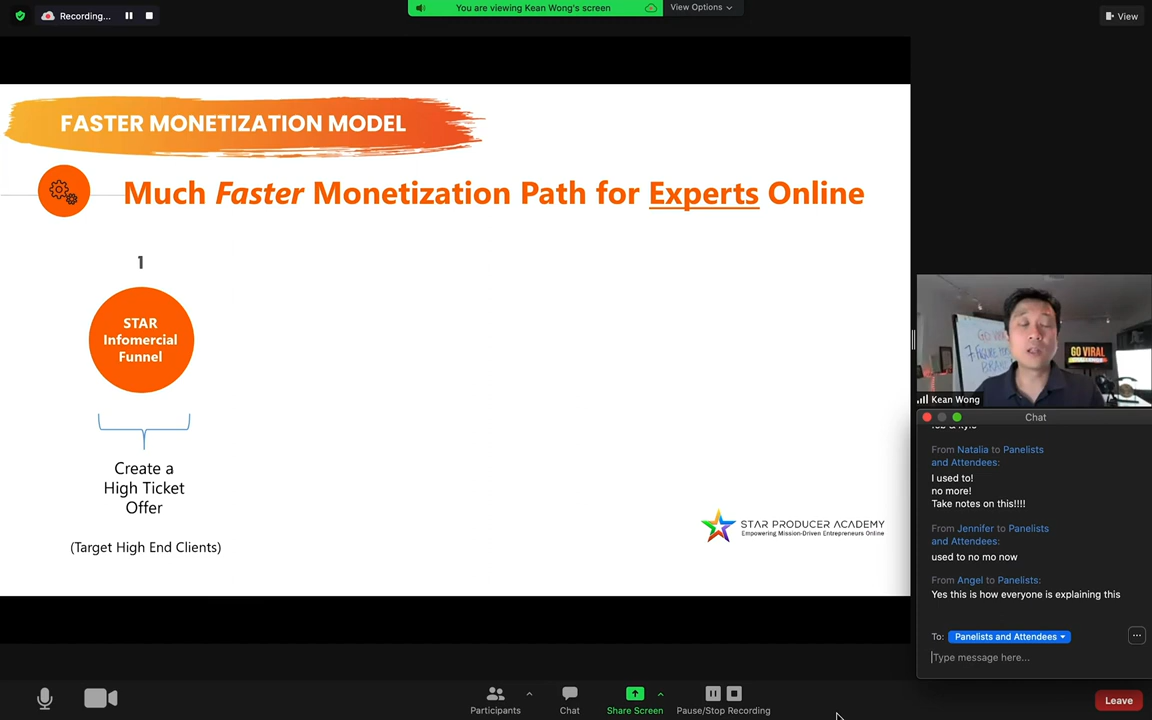 Recording...
You are viewing Kean Wong's screen
View Options
View
FASTER MONETIZATION MODEL
Much Faster Monetization Path for Experts Online
1
STAR
Infomercial
Funnel
Create a
High Ticket
Offer
(Target High End Clients)
STAR PRODUCER ACADEMY
Empowering Mission-Driven Entrepreneurs Online
GO VIRAL
Kean Wong
Chat
From Natalia to Panelists
and Attendees:
I used to!
no more!
Take notes on this!!!!
From Jennifer to Panelists
and Attendees:
used to no mo now
From Angel to Panelists:
Yes this is how everyone is explaining this
To: Panelists and Attendees
Type message here...
Participants
Chat
Share Screen
Pause/Stop Recording
Leave